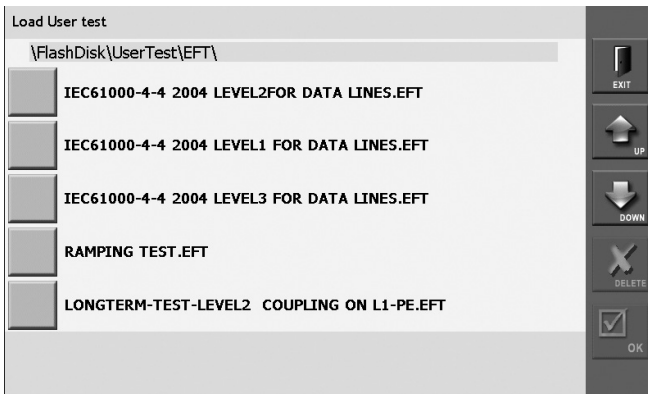 Load User test
\FlashDisk\UserTest\EFT\
EXIT
IEC61000-4-4 2004 LEVEL2FOR DATA LINES.EFT
IEC61000-4-4 2004 LEVEL1 FOR DATA LINES.EFT
UP
IEC61000-4-4 2004 LEVEL3 FOR DATA LINES.EFT
DOWN
RAMPING TEST.EFT
DELETE
LONGTERM-TEST-LEVEL2  COUPLING ON L1-PE.EFT
OK